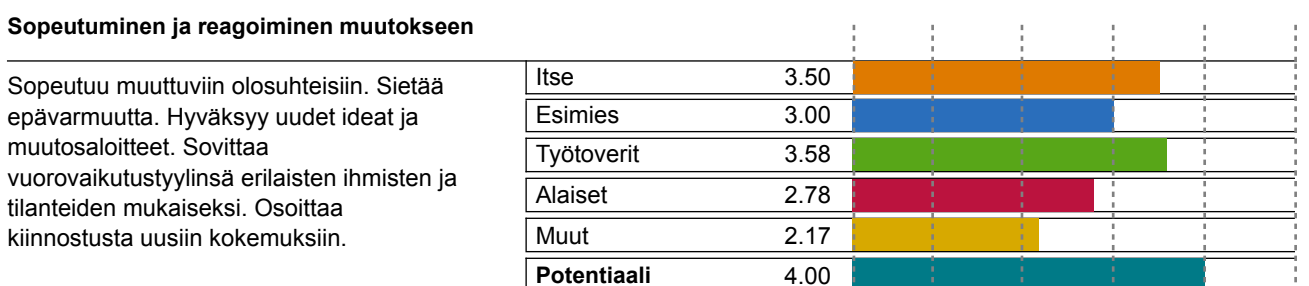 Sopeutuminen ja reagoiminen muutokseen
Sopeutuu muuttuviin olosuhteisiin. Sietää
epävarmuutta. Hyväksyy uudet ideat ja
muutosaloitteet. Sovittaa
vuorovaikutustyylinsä erilaisten ihmisten ja
tilanteiden mukaiseksi. Osoittaa
kiinnostusta uusiin kokemuksiin.
Itse 3.50
Esimies 3.00
Työtoverit 3.58
Alaiset 2.78
Muut 2.17
Potentiaali 4.00